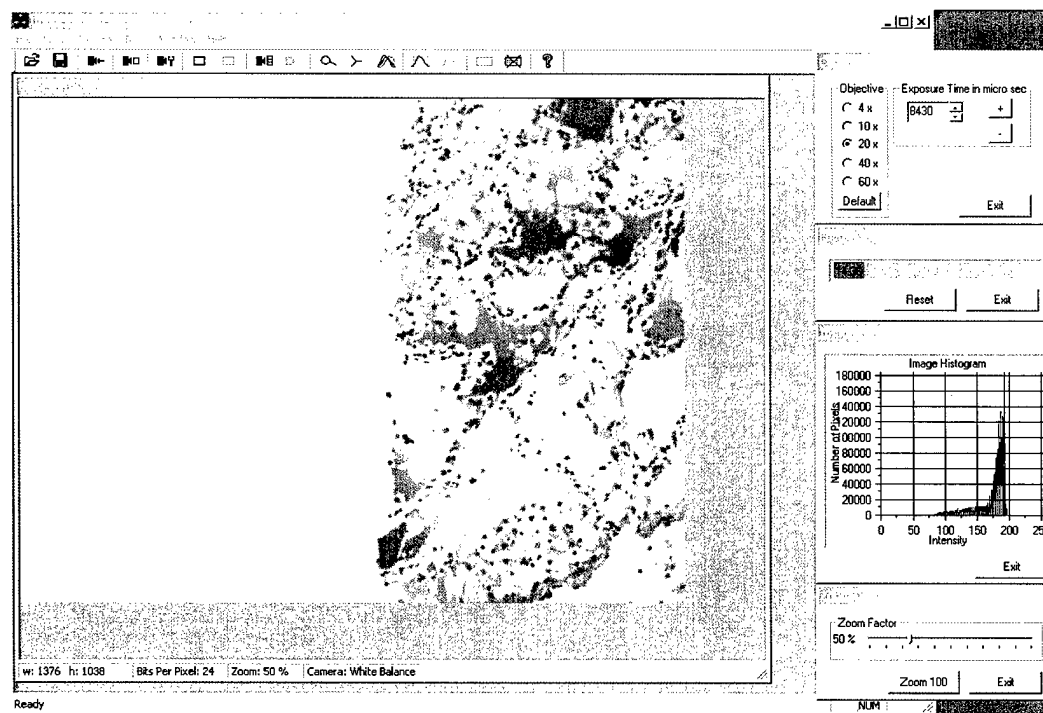 Objective
4 x
10 x
20 x
40 x
60 x
Default
Exposure Time in micro sec
8430
+
-
Exit
Reset
Exit
Image Histogram
Number of Pixels
180000
160000
40000
120000
100000
80000
60000
40000
20000
0
0
50
100
150
200
250
Intensity
Exit
Zoom Factor
50 %
Zoom 100
Exit
w: 1376 h: 1038
Bits Per Pixel: 24
Zoom: 50 %
Camera: White Balance
Ready
NUM